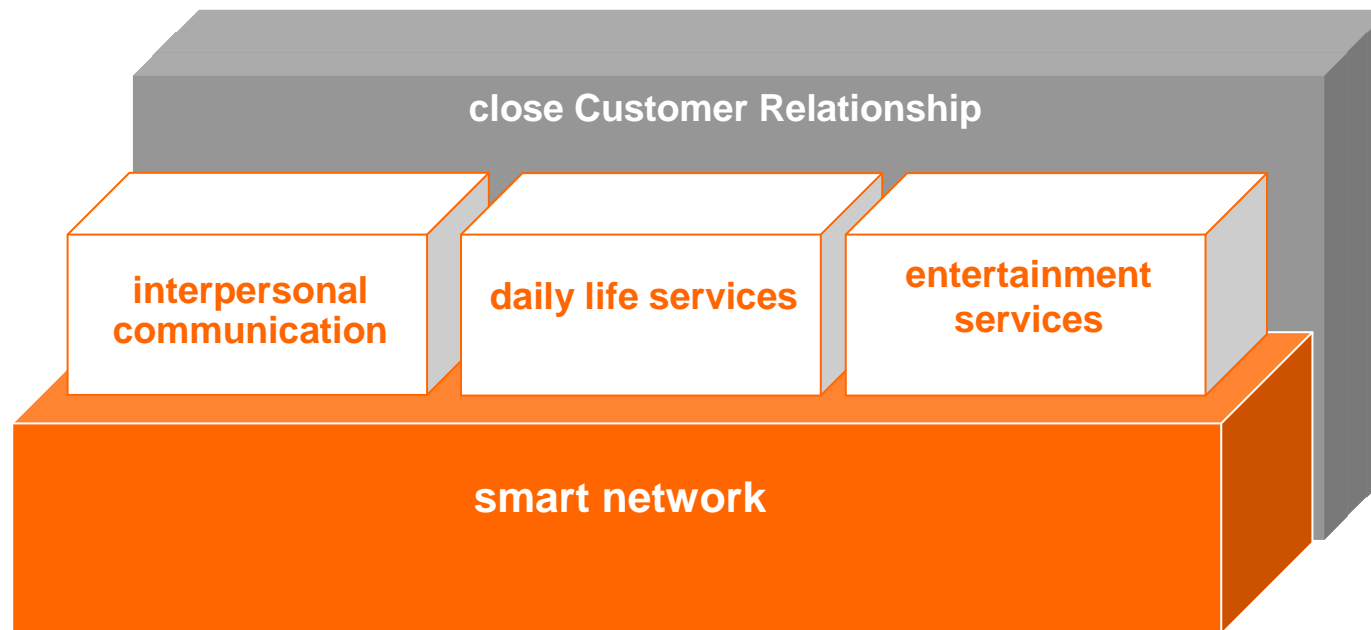 close Customer Relationship
interpersonal
communication
daily life services
entertainment
services
smart network